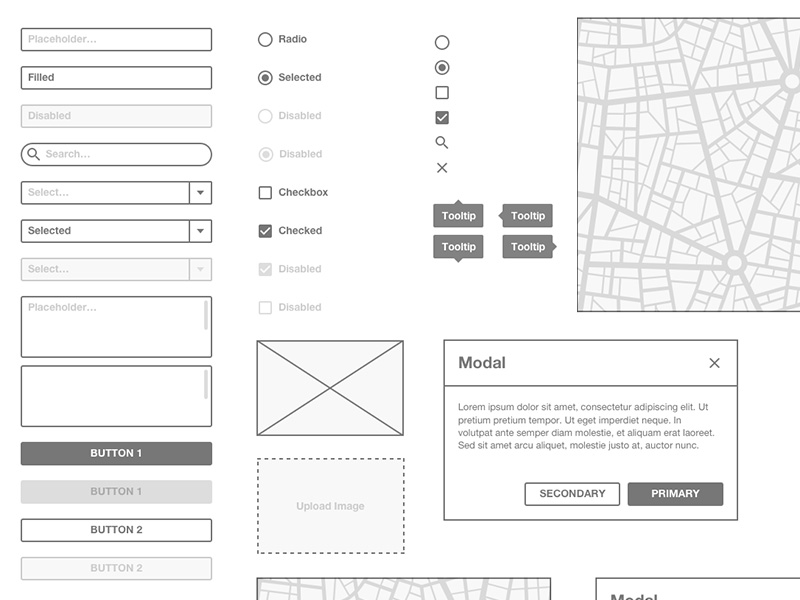 Placeholder...
Filled
Disabled
Search...
Select...
Selected
Select...
Placeholder...
BUTTON 1
BUTTON 1
BUTTON 2
BUTTON 2
Radio
Selected
Disabled
Disabled
Checkbox
Checked
Disabled
Disabled
Upload Image
Tooltip
Tooltip
Tooltip
Tooltip
Modal
Lorem ipsum dolor sit amet, consectetur adipiscing elit. Ut
pretium pretium tempor. Ut eget imperdiet neque. In
volutpat ante semper diam molestie, et aliquam erat laoreet.
Sed sit amet arcu aliquet, molestie justo at, auctor nunc.
SECONDARY
PRIMARY
Modal